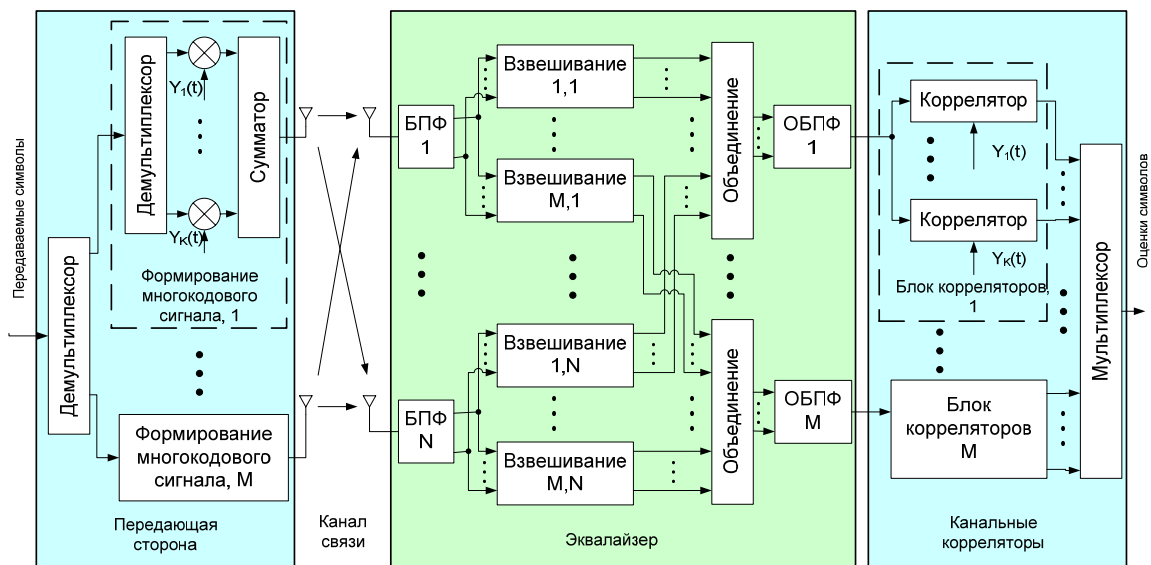 Передаваемые символы
Демультиплексор
Демультиплексор
Y1(t)
YK(t)
Сумматор
Формирование
многокодового
сигнала, 1
Формирование
многокодового
сигнала, M
Передающая
сторона
Канал
связи
БПФ
1
БПФ
N
Взвешивание
1,1
Взвешивание
M,1
Взвешивание
1,N
Взвешивание
M,N
Объединение
Объединение
ОБПФ
1
ОБПФ
M
Эквалайзер
Коррелятор
Y1(t)
Коррелятор
YK(t)
Блок корреляторов,
1
Блок
корреляторов
M
Мультиплексор
Оценки символов
Канальные
корреляторы